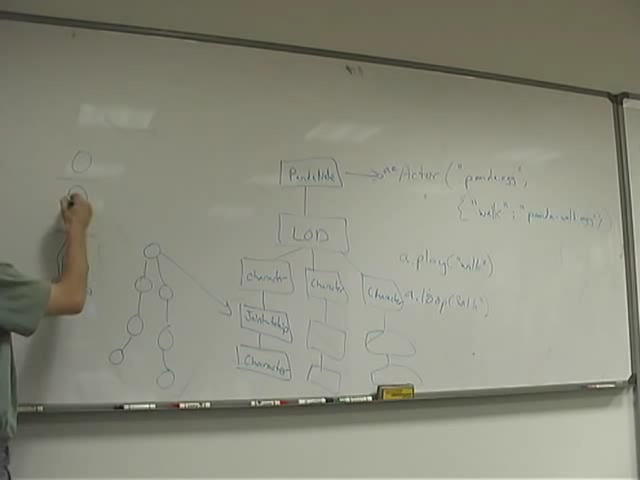 PandaNode
a=Actor("panda.egg",
{"walk":"panda-walk.egg"})
LOD
a.play("walk")
Character
Character
Character
a.loop("walk")
Character